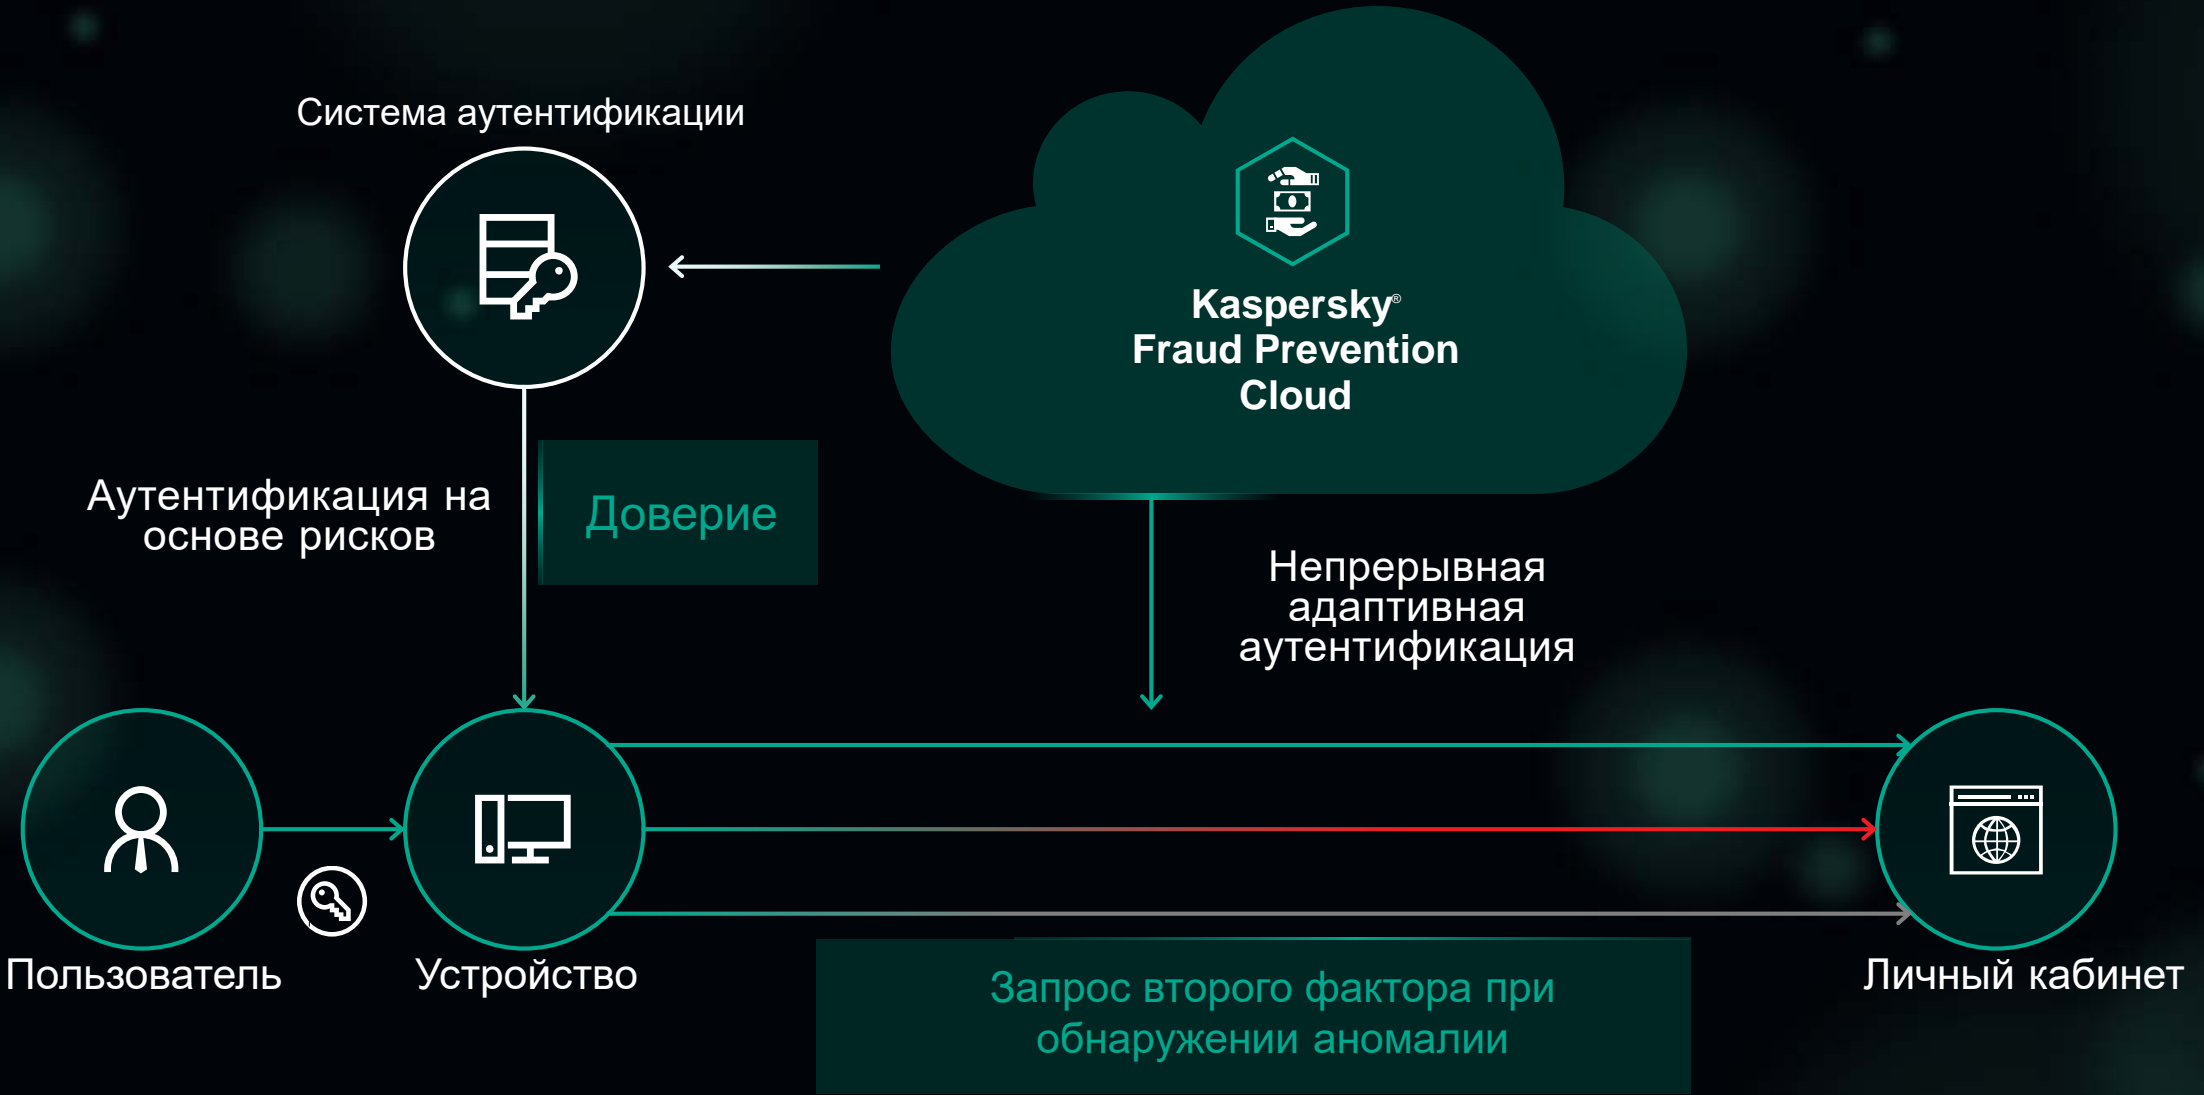 Система аутентификации
Kaspersky®
Fraud Prevention
Cloud
Аутентификация на
основе рисков
Доверие
Непрерывная
адаптивная
аутентификация
Пользователь
Устройство
Личный кабинет
Запрос второго фактора при
обнаружении аномалии